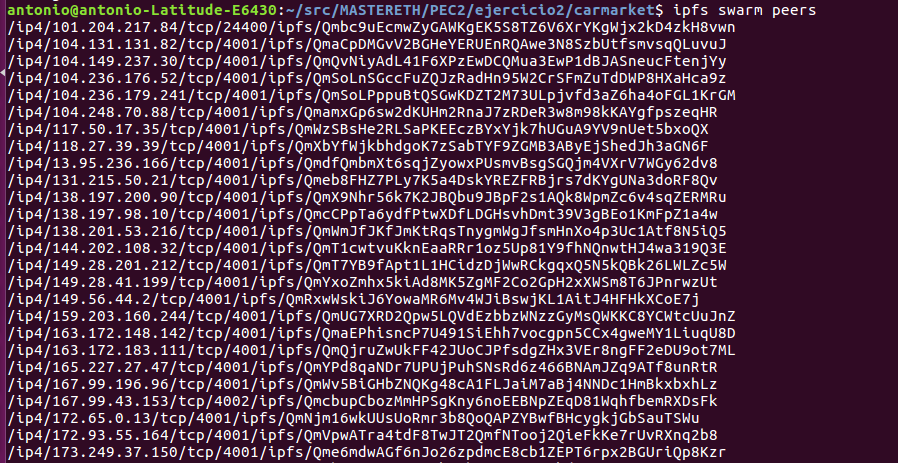 antonio@antonio-Latitude-E6430:~/src/MASTERETH/PEC2/ejercicio2/carmarket$ ipfs swarm peers
/ip4/101.204.217.84/tcp/24400/ipfs/Qmbc9uEcmwZyGAWKgEK5S8TZ6V6XrYKgWjx2kD4zkH8vwn
/ip4/104.131.131.82/tcp/4001/ipfs/QmaCpDMGvV2BGHeYERUEnRQAwe3N8SzbUtfsmvsqQLuvuJ
/ip4/104.149.237.30/tcp/4001/ipfs/QmQvNiyAdL41F6XPzEwDCQMua3EwP1dBJASneucFtenjYy
/ip4/104.236.176.52/tcp/4001/ipfs/QmSoLnSGccFuZQJzRadHn95W2CrSFmZuTdDWP8HXaHca9z
/ip4/104.236.179.241/tcp/4001/ipfs/QmSoLPppuBtQSGwKDZT2M73ULpjvfd3aZ6ha4oFGL1KrGM
/ip4/104.248.70.88/tcp/4001/ipfs/QmamxGp6sw2dKUHm2RnaJ7zRDeR3w8m98kKAYgfpszeqHR
/ip4/117.50.17.35/tcp/4001/ipfs/QmWzSBsHe2RLSaPKEEczBYxYjk7hUGuA9YV9nUet5bxoQX
/ip4/118.27.39.39/tcp/4001/ipfs/QmXbYfWjkbhdgoK7zSabTYF9ZGMB3AByEjShedJh3aGN6F
/ip4/13.95.236.166/tcp/4001/ipfs/QmdfQmbmXt6sqjZyowxPUsmvBsgSGQjm4VXrV7WGy62dv8
/ip4/131.215.50.21/tcp/4001/ipfs/Qmeb8FHZ7PLy7K5a4DskYREZFRBjrs7dKYgUNa3doRF8Qv
/ip4/138.197.200.90/tcp/4001/ipfs/QmX9Nhr56k7K2JBQbu9JBpF2s1AQk8WpmZc6v4sqZERMRu
/ip4/138.197.98.10/tcp/4001/ipfs/QmcCPpTa6ydfPtwXDfLDGHsvhDmt39V3gBEo1KmFpZ1a4w
/ip4/138.201.53.216/tcp/4001/ipfs/QmWmJfJKfJmKtRqsTnygmWgJfsmHnXo4p3Uc1Atf8N5iQ5
/ip4/144.202.108.32/tcp/4001/ipfs/QmT1cwtvuKknEaaRRr1oz5Up81Y9fhNQnwtHJ4wa319Q3E
/ip4/149.28.201.212/tcp/4001/ipfs/QmT7YB9fApt1L1HCidzDjWwRCkgqxQ5N5kQBk26LWLZc5W
/ip4/149.28.41.199/tcp/4001/ipfs/QmYxoZmhx5kiAd8MK5ZgMF2Co2GpH2xXWSm8T6JPnrwzUt
/ip4/149.56.44.2/tcp/4001/ipfs/QmRxwWskiJ6YowaMR6Mv4WJiBswjKL1AitJ4HFHkXCoE7j
/ip4/159.203.160.244/tcp/4001/ipfs/QmUG7XRD2Qpw5LQVdEzbbzWNzzGyMsQWKKC8YCWtcUuJnZ
/ip4/163.172.148.142/tcp/4001/ipfs/QmaEPhisncP7U491SiEhh7vocgpn5CCx4gweMY1LiuqU8D
/ip4/163.172.183.111/tcp/4001/ipfs/QmQjruZwUkFF42JUoCJPfsdgZHx3VEr8ngFF2eDU9ot7ML
/ip4/165.227.27.47/tcp/4001/ipfs/QmYPd8qaNDr7UPUjPuhSNsRd6z466BNAmJZq9ATf8unRtR
/ip4/167.99.196.96/tcp/4001/ipfs/QmWv5BiGHbZNQKg48cA1FLJaiM7aBj4NNDc1HmBkxbxhLz
/ip4/167.99.43.153/tcp/4002/ipfs/QmcbupCbozMmHPSgKny6noEEBNpZEqD81WqhfbemRXDsFk
/ip4/172.65.0.13/tcp/4001/ipfs/QmNjm16wkUUsUoRmr3b8QoQAPZYBwfBHcygkjGbSauTSWu
/ip4/172.93.55.164/tcp/4001/ipfs/QmVpwATra4tdF8TwJT2QmfNTooj2QieFkKe7rUvRXnq2b8
/ip4/173.249.37.150/tcp/4001/ipfs/Qme6mdwAGf6nJo26zpdmcE8cb1ZEPT6rpx2BGUriQp8Kzr